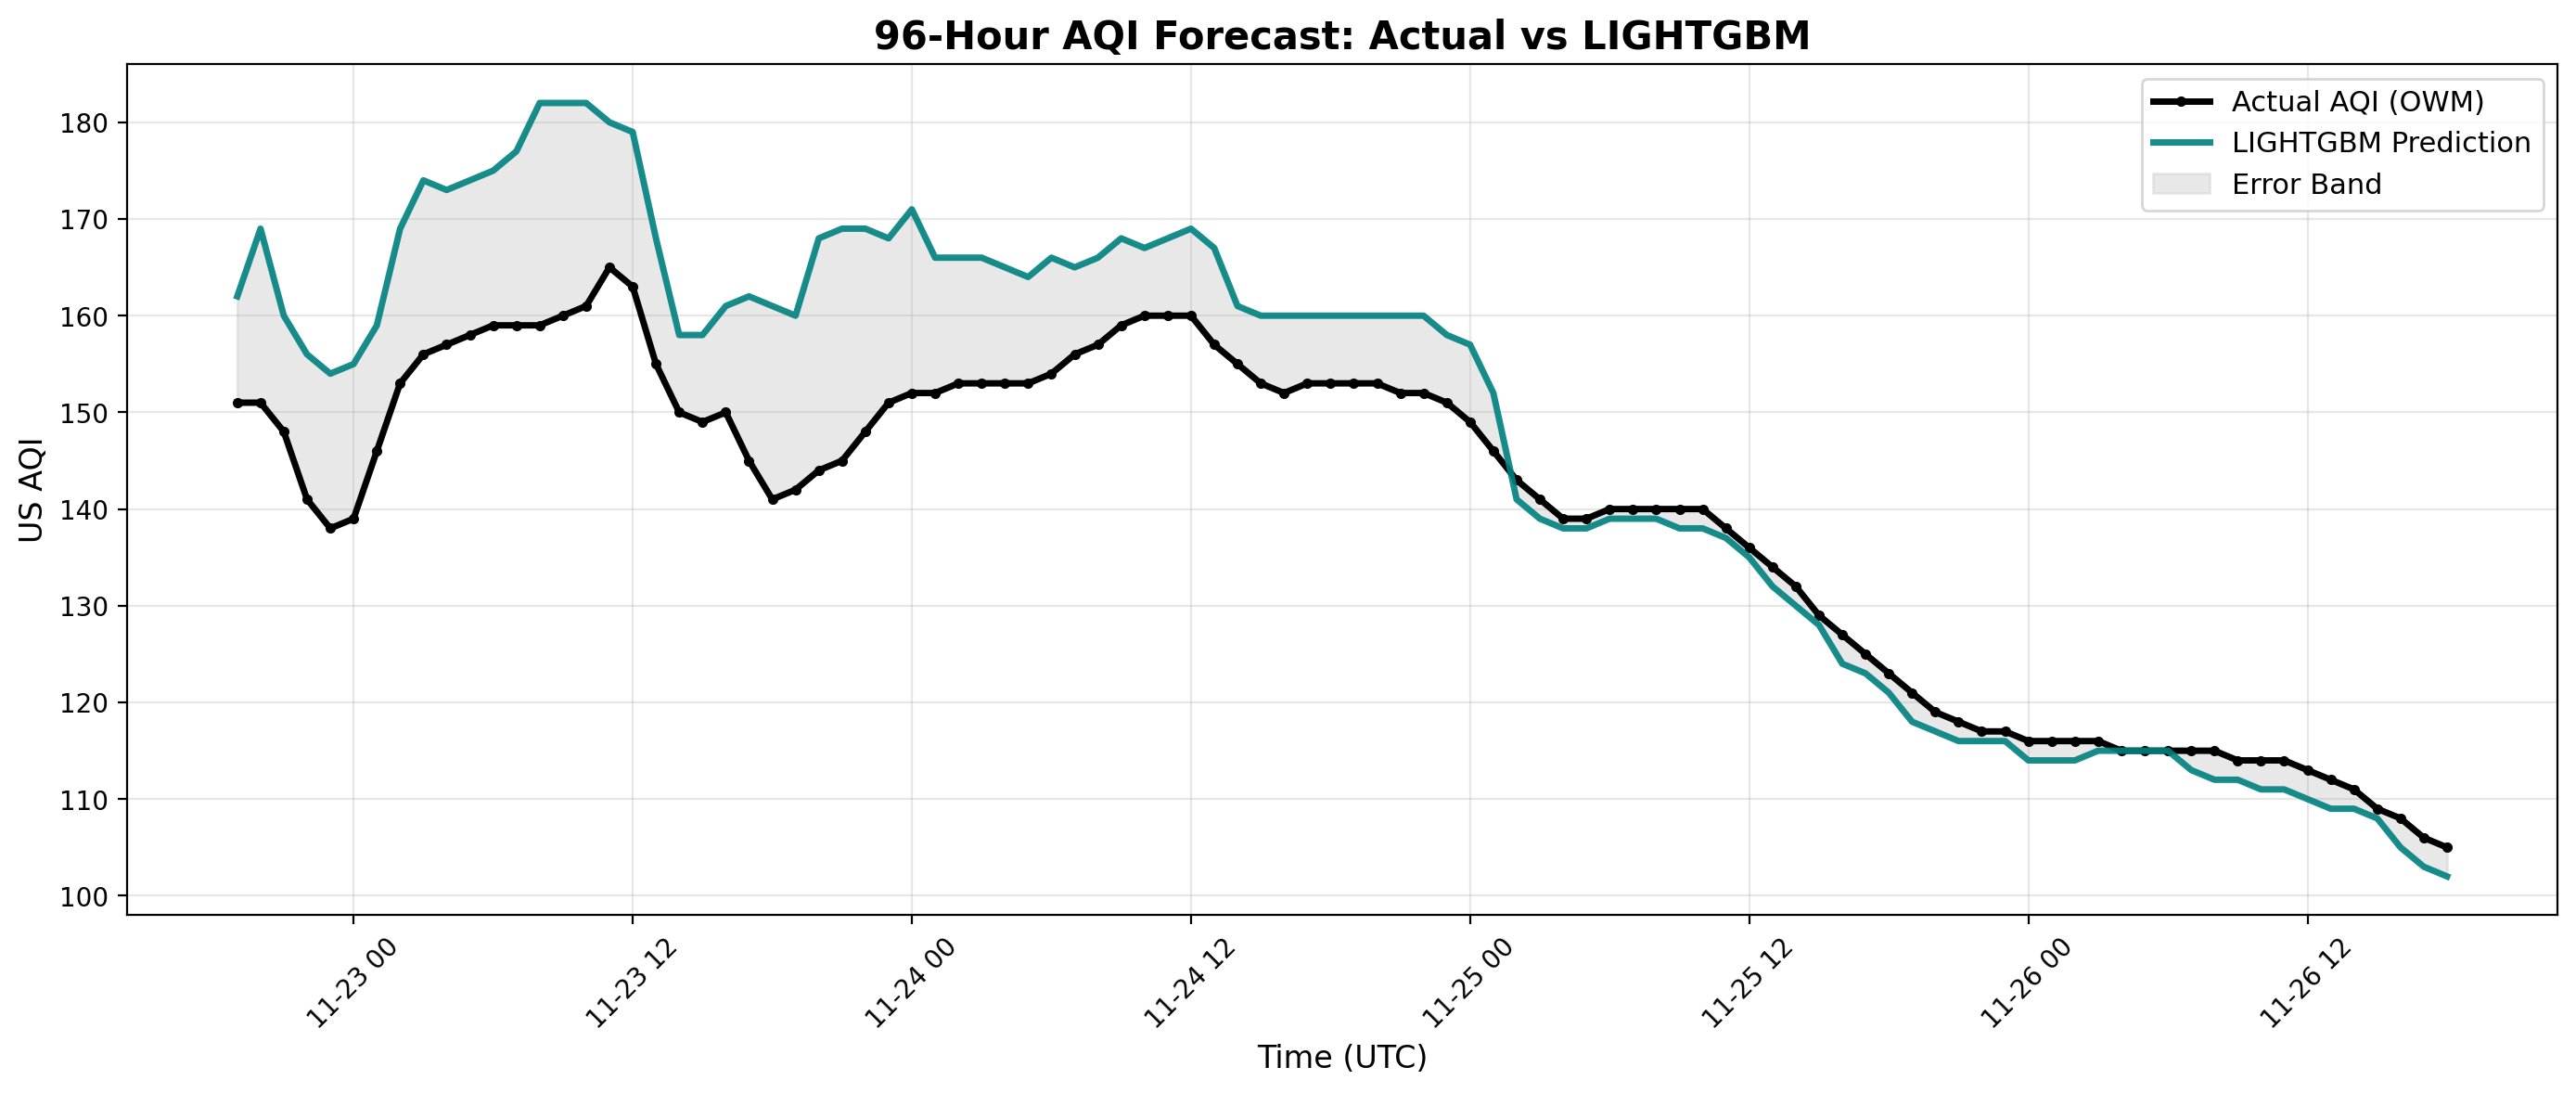 96-Hour AQI Forecast: Actual vs LIGHTGBM
Actual AQI (OWM)
LIGHTGBM Prediction
Error Band
US AQI
180
170
160
150
140
130
120
110
100
11-23 00
11-23 12
11-24 00
11-24 12
11-25 00
11-25 12
11-26 00
11-26 12
Time (UTC)